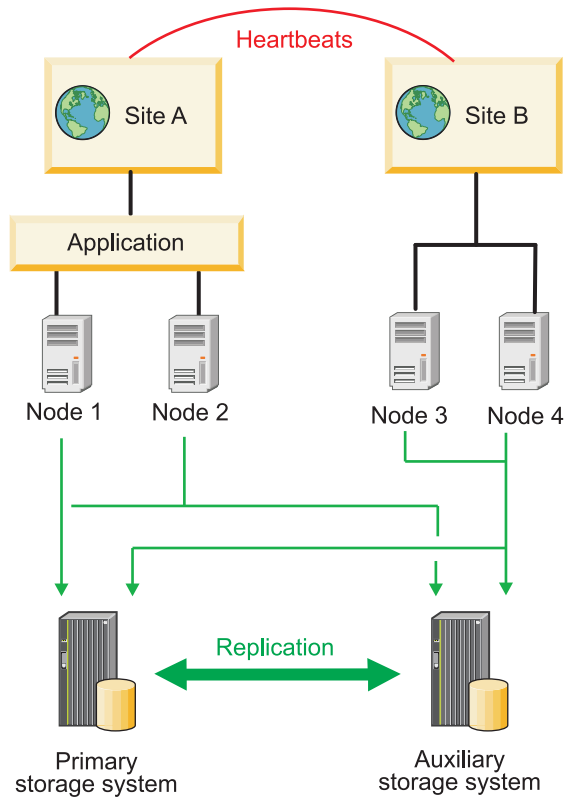 Heartbeats
Site A
Site B
Application
Node 1
Node 2
Node 3
Node 4
Replication
Primary
storage system
Auxiliary
storage system